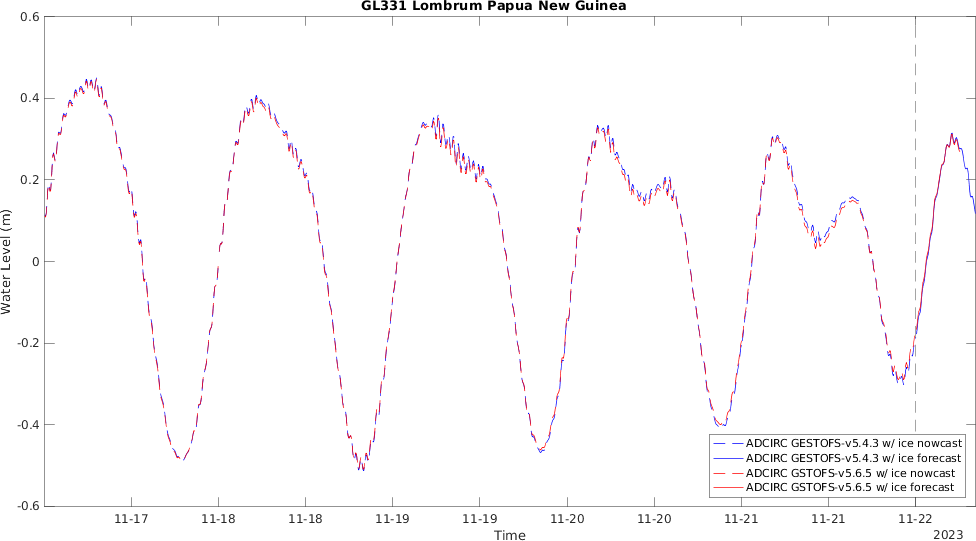 GL331 Lombrum Papua New Guinea
0.6
0.4
0.2
0
-0.2
-0.4
-0.6
Water Level (m)
ADCIRC GESTOFS-v5.4.3 w/ ice nowcast
ADCIRC GESTOFS-v5.4.3 w/ ice forecast
ADCIRC GSTOFS-v5.6.5 w/ ice nowcast
ADCIRC GSTOFS-v5.6.5 w/ ice forecast
11-17 11-18 11-18 11-19 11-19 11-20 11-20 11-21 11-21 11-22
Time
2023